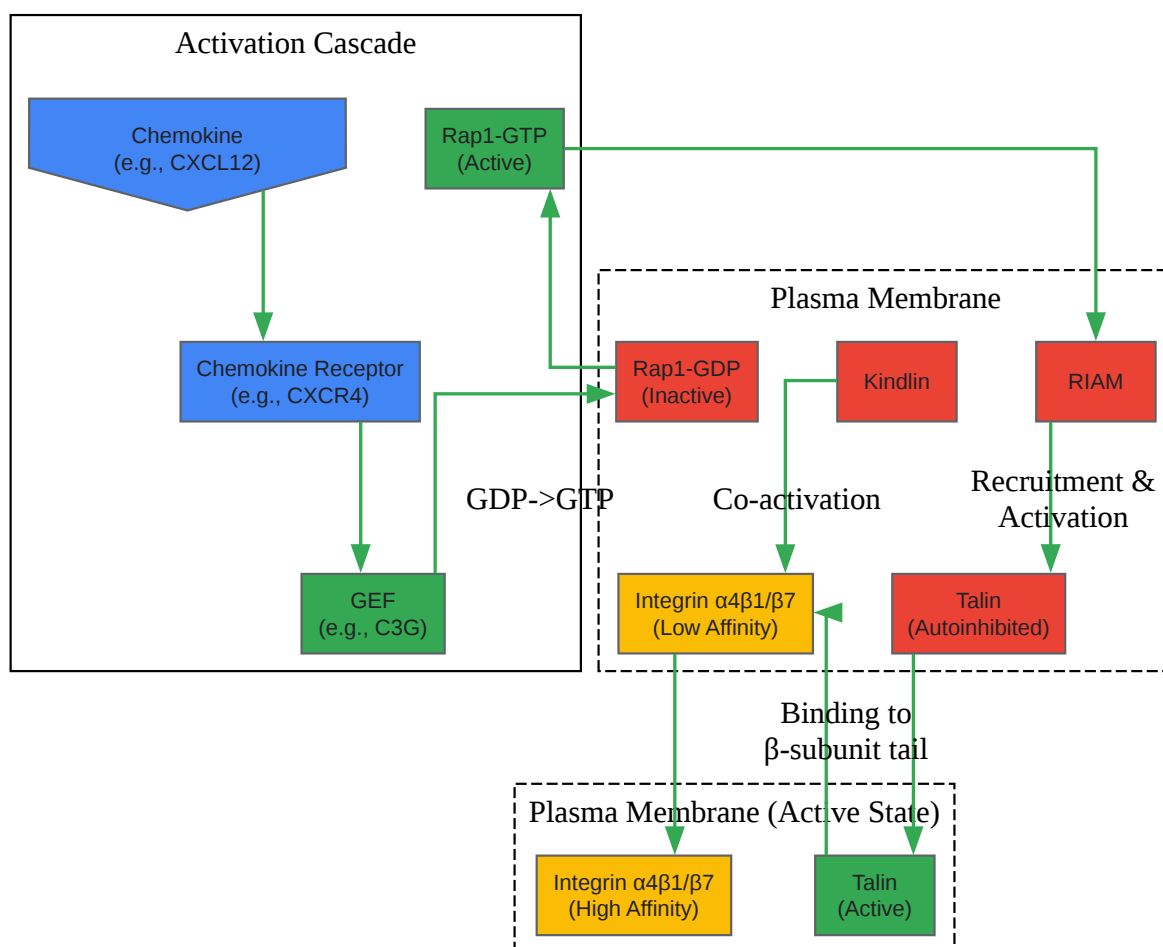 Activation Cascade
Chemokine
(e.g., CXCL12)
Rap1-GTP
(Active)
Plasma Membrane
Chemokine Receptor
(e.g., CXCR4)
Rap1-GDP
(Inactive)
Kindlin
RIAM
GDP->GTP
Co-activation
Recruitment &
Activation
GEF
(e.g., C3G)
Integrin α4β1/β7
(Low Affinity)
Talin
(Autoinhibited)
Binding to
β-subunit tail
Plasma Membrane (Active State)
Integrin α4β1/β7
(High Affinity)
Talin
(Active)